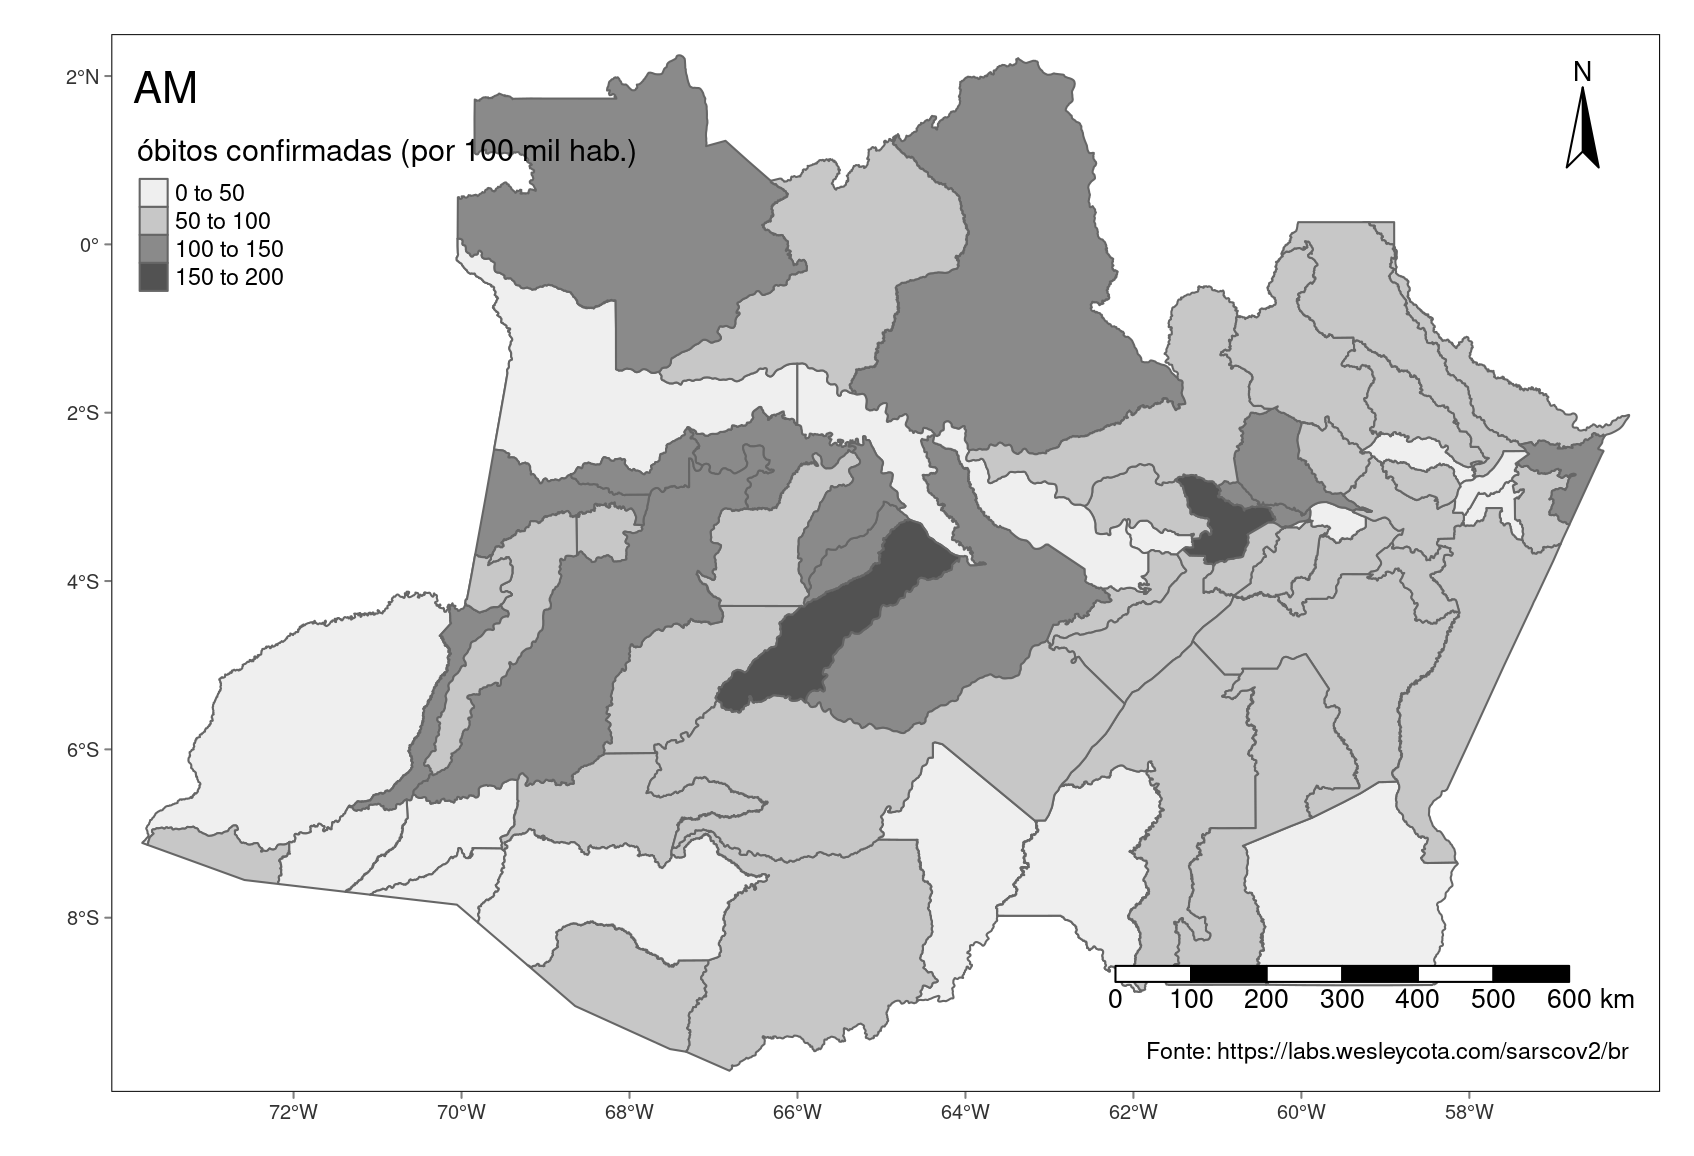 AM
N
óbitos confirmadas (por 100 mil hab.)
0 to 50
50 to 100
100 to 150
150 to 200
2°N
0°
2°S
4°S
6°S
8°S
0 100 200 300 400 500 600 km
Fonte: https://labs.wesleycota.com/sarscov2/br
72°W 70°W 68°W 66°W 64°W 62°W 60°W 58°W